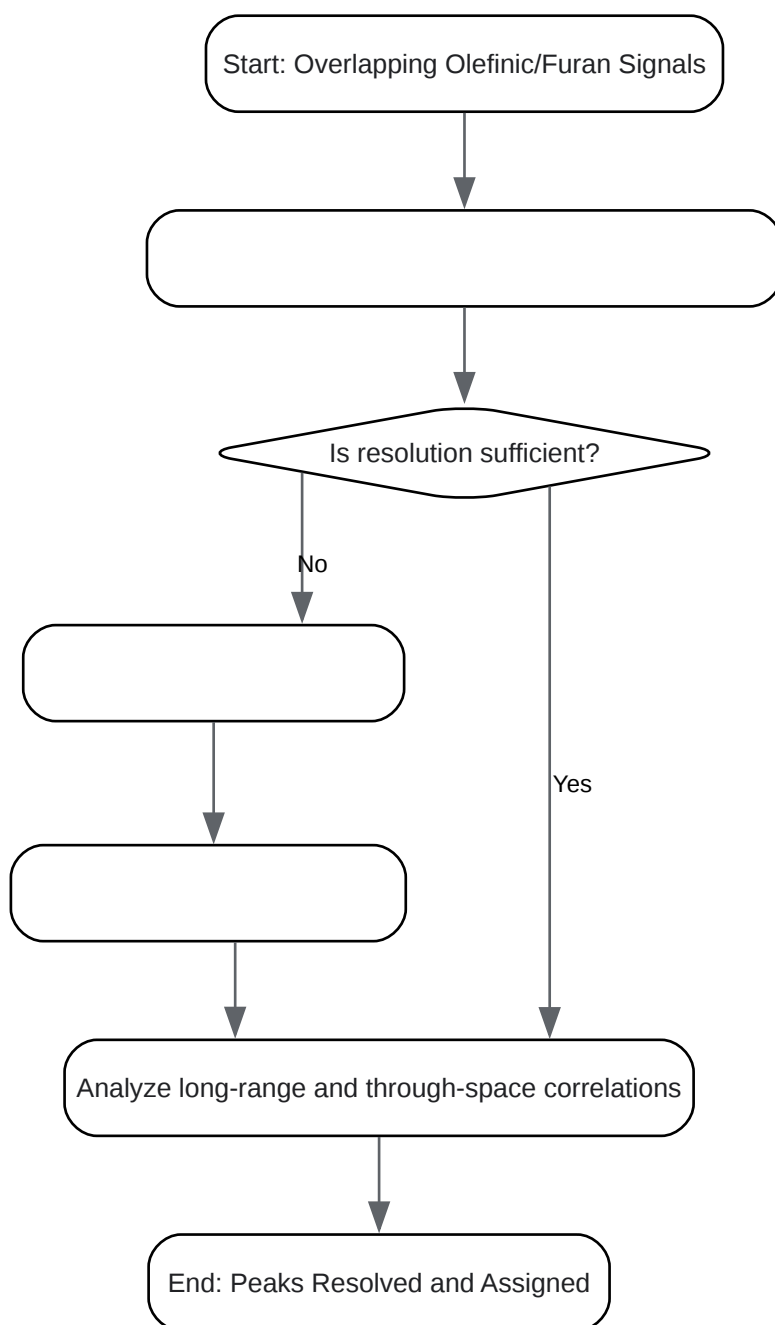 Start: Overlapping Olefinic/Furan Signals
Is resolution sufficient?
No
Yes
Analyze long-range and through-space correlations
End: Peaks Resolved and Assigned